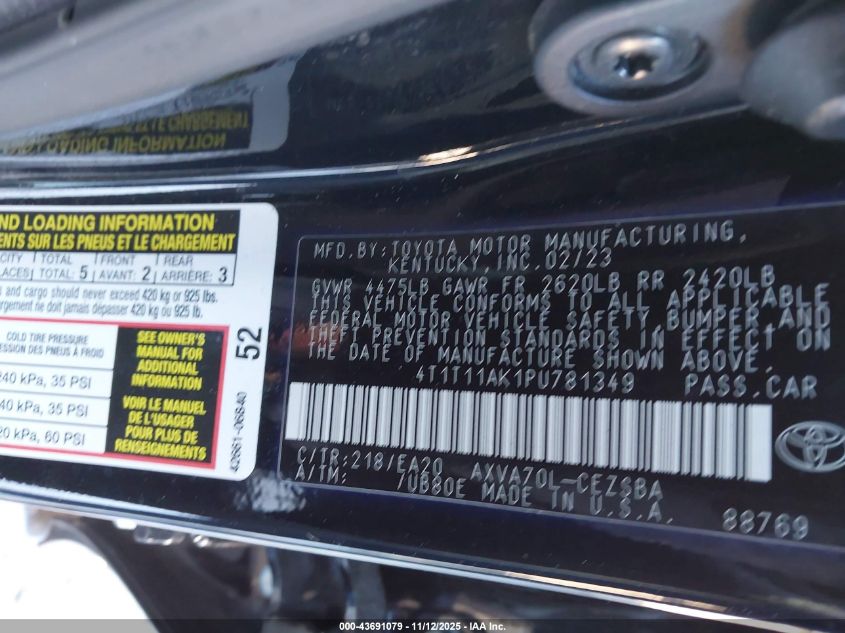 ND LOADING INFORMATION
ENTS SUR LES PNEUS ET LE CHARGEMENT
CITY TOTAL FRONT REAR
PLACES TOTAL: 5 AVANT: 2 ARRIÈRE: 3
s and cargo should never exceed 420 kg or 925 lbs.
argement ne doit jamais dépasser 420 kg ou 925 lb.
COLD TIRE PRESSURE
ESSION DES PNEUS À FROID
240 kPa, 35 PSI
40 kPa, 35 PSI
20 kPa, 60 PSI
SEE OWNER'S
MANUAL FOR
ADDITIONAL
INFORMATION
VOIR LE MANUEL
DE L'USAGER
POUR PLUS DE
RENSEIGNEMENTS
52
42661-06840
MFD. BY: TOYOTA MOTOR MANUFACTURING,
KENTUCKY, INC. 02/23
GVWR 4475LB GAWR FR 2620LB RR 2420LB
THIS VEHICLE CONFORMS TO ALL APPLICABLE
FEDERAL MOTOR VEHICLE SAFETY, BUMPER AND
THEFT PREVENTION STANDARDS IN EFFECT ON
THE DATE OF MANUFACTURE SHOWN ABOVE.
4T1T11AK1PU781349 PASS. CAR
C/TR: 218/EA20 AXVA70L-CEZSBA
A/TM: /UB80E MADE IN U.S.A.
88769
000-43691079 — 11/12/2025 — IAA Inc.